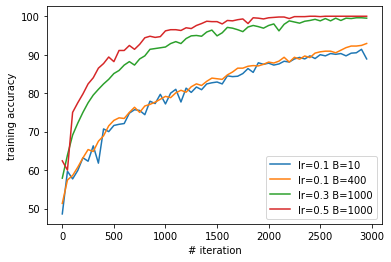 100
90
80
70
60
50
training accuracy
0
500
1000
1500
2000
2500
3000
# iteration
lr=0.1 B=10
lr=0.1 B=400
lr=0.3 B=1000
lr=0.5 B=1000